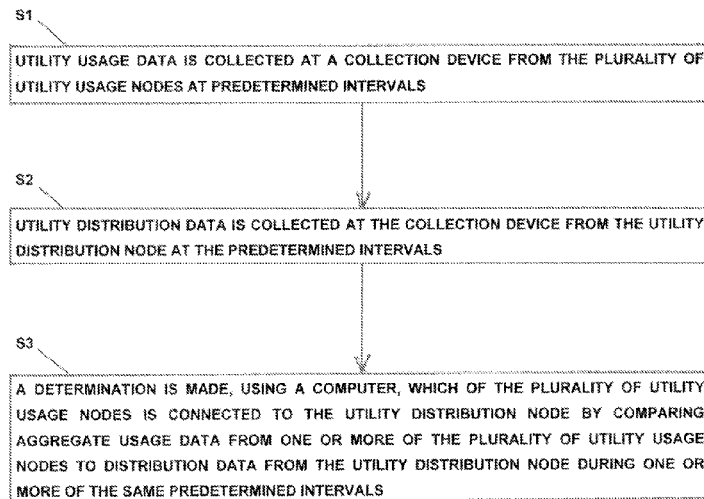 S1
UTILITY USAGE DATA IS COLLECTED AT A COLLECTION DEVICE FROM THE PLURALITY OF
UTILITY USAGE NODES AT PREDETERMINED INTERVALS
S2
UTILITY DISTRIBUTION DATA IS COLLECTED AT THE COLLECTION DEVICE FROM THE UTILITY
DISTRIBUTION NODE AT THE PREDETERMINED INTERVALS
S3
A DETERMINATION IS MADE, USING A COMPUTER, WHICH OF THE PLURALITY OF UTILITY
USAGE NODES IS CONNECTED TO THE UTILITY DISTRIBUTION NODE BY COMPARING
AGGREGATE USAGE DATA FROM ONE OR MORE OF THE PLURALITY OF UTILITY USAGE
NODES TO DISTRIBUTION DATA FROM THE UTILITY DISTRIBUTION NODE DURING ONE OR
MORE OF THE SAME PREDETERMINED INTERVALS